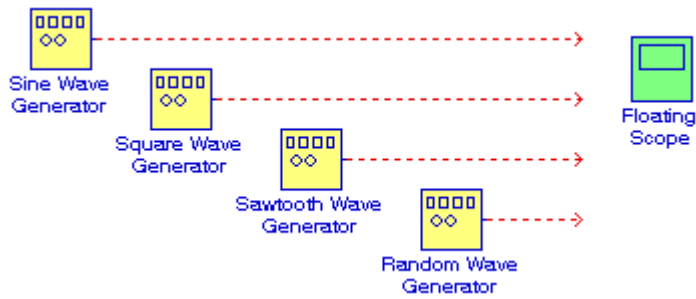 Sine Wave
Generator
Square Wave
Generator
Sawtooth Wave
Generator
Random Wave
Generator
Floating
Scope